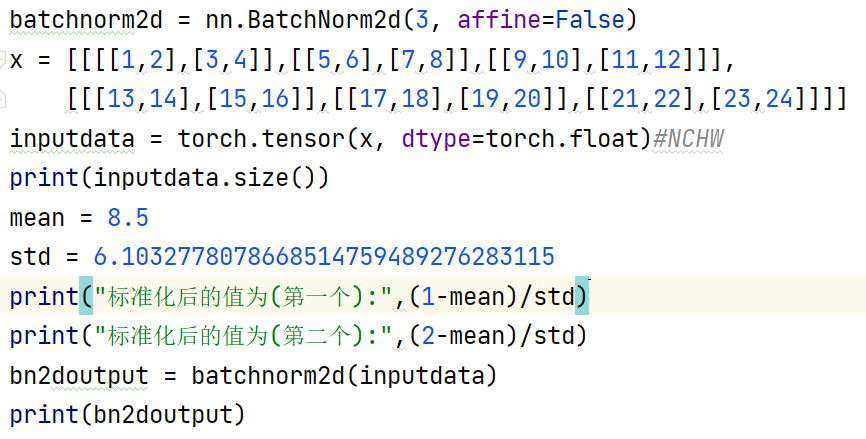 batchnorm2d = nn.BatchNorm2d(3, affine=False)
x = [[[[1,2],[3,4]],[[5,6],[7,8]],[[9,10],[11,12]]],
[[[13,14],[15,16]],[[17,18],[19,20]],[[21,22],[23,24]]]]
inputdata = torch.tensor(x, dtype=torch.float)#NCHW
print(inputdata.size())
mean = 8.5
std = 6.1032778078668514759489276283115
print("标准化后的值为(第一个):",(1-mean)/std)
print("标准化后的值为(第二个):",(2-mean)/std)
bn2doutput = batchnorm2d(inputdata)
print(bn2doutput)